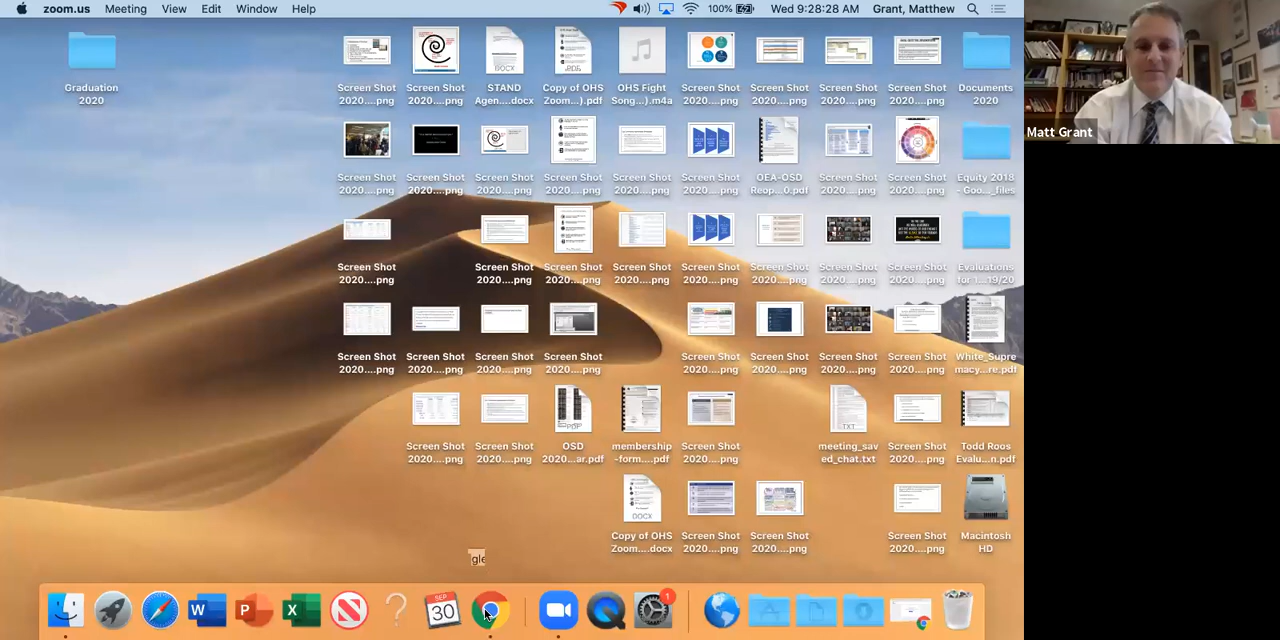 zoom.us Meeting View Edit Window Help 100% Wed 9:28:28 AM Grant, Matthew
Graduation
2020
Screen Shot
2020....png
Screen Shot
2020....png
STAND
Agen....docx
Copy of OHS
Zoom...).pdf
OHS Fight
Song...).m4a
Screen Shot
2020....png
Screen Shot
2020....png
Screen Shot
2020....png
Screen Shot
2020....png
Documents
2020
Matt Grant
Screen Shot
2020....png
Screen Shot
2020....png
Screen Shot
2020....png
Screen Shot
2020....png
Screen Shot
2020....png
Screen Shot
2020....png
OEA-OSD
Reop...0.pdf
Screen Shot
2020....png
Screen Shot
2020....png
Equity 2018
- Goo..._files
Screen Shot
2020....png
Screen Shot
2020....png
Screen Shot
2020....png
Screen Shot
2020....png
Screen Shot
2020....png
Screen Shot
2020....png
Screen Shot
2020....png
Screen Shot
2020....png
Evaluations
for 1...19/20
Screen Shot
2020....png
Screen Shot
2020....png
Screen Shot
2020....png
Screen Shot
2020....png
Screen Shot
2020....png
Screen Shot
2020....png
Screen Shot
2020....png
Screen Shot
2020....png
White_Supre
macy...re.pdf
Screen Shot
2020....png
Screen Shot
2020....png
OSD
2020...ar.pdf
membership
-form....pdf
Screen Shot
2020....png
meeting_sav
ed_chat.txt
Screen Shot
2020....png
Todd Roos
Evalu...n.pdf
DOCX
Copy of OHS
Zoom....docx
Screen Shot
2020....png
Screen Shot
2020....png
Screen Shot
2020....png
Macintosh
HD
gle
W P X N ? SEP 30 1